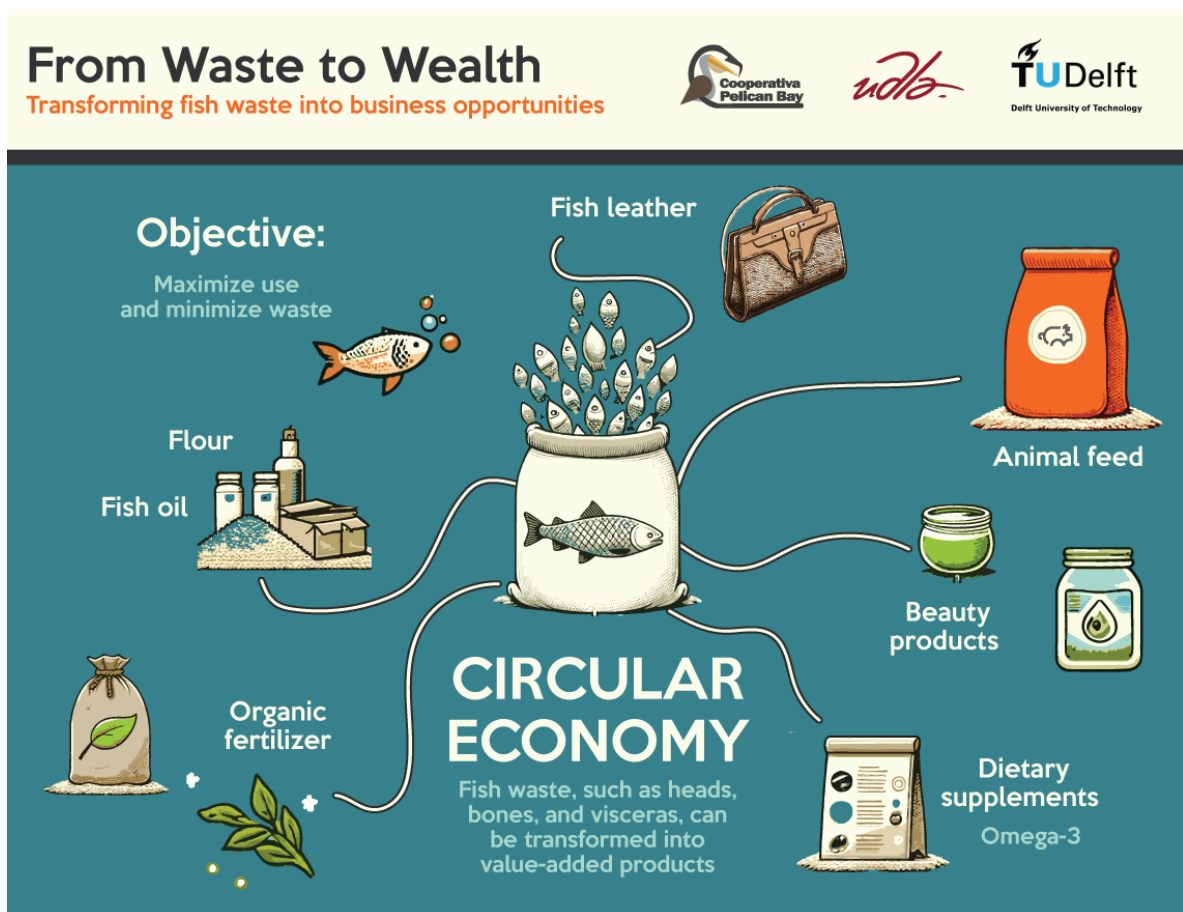 From Waste to Wealth
Transforming fish waste into business opportunities
Cooperativa
Pelican Bay
udla.
TU Delft
Delft University of Technology
Objective:
Maximize use
and minimize waste
Fish leather
Flour
Fish oil
Animal feed
Beauty
products
Organic
fertilizer
CIRCULAR
ECONOMY
Fish waste, such as heads,
bones, and visceras, can
be transformed into
value-added products
Dietary
supplements
Omega-3